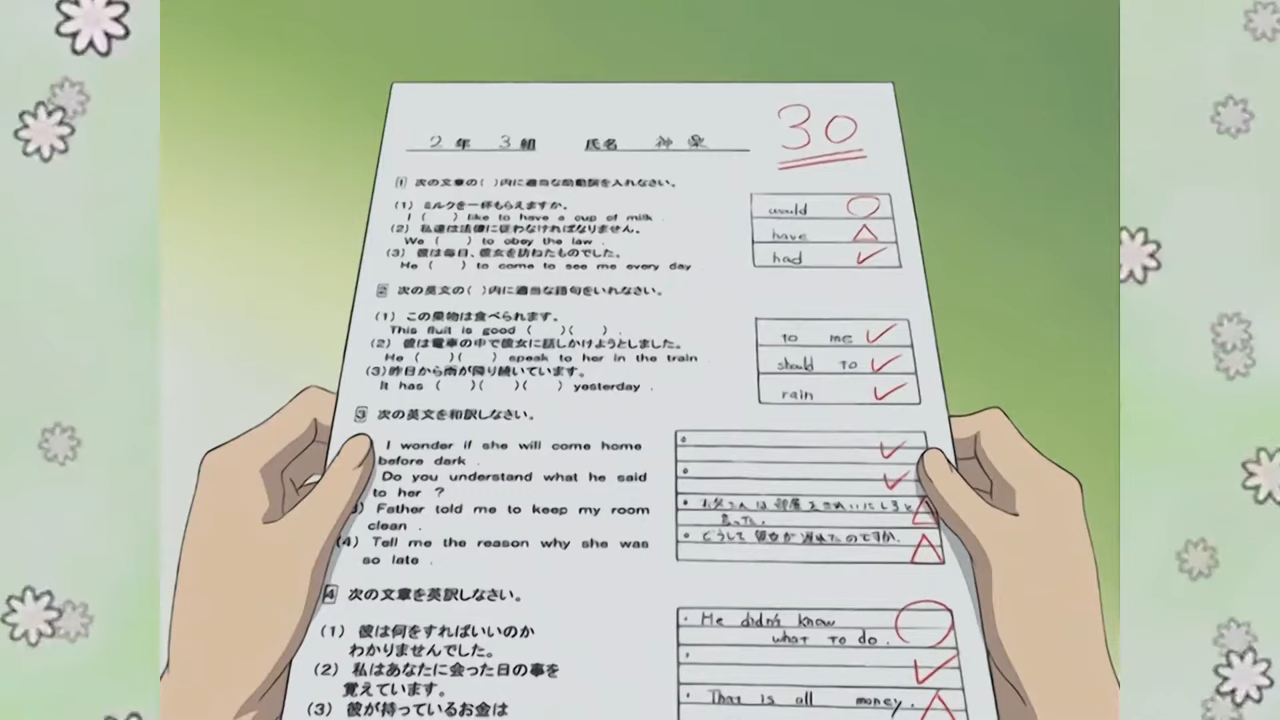 2年 3組 氏名 神泉
30
1 次の文章の( )内に適当な助動詞を入れなさい。
(1) ミルクを一杯もらえますか。
I ( ) like to have a cup of milk .
would
(2) 私達は法律に従わなければなりません。
We ( ) to obey the law .
have
(3) 彼は毎日、彼女を訪ねたものでした。
He ( ) to come to see me every day
had
2 次の英文の( )内に適当な語句をいれなさい。
(1) この果物は食べられます。
This fluit is good ( )( ) .
to me
(2) 彼は電車の中で彼女に話しかけようとしました。
He ( )( ) speak to her in the train
should TO
(3)昨日から雨が降り続いています。
It has ( )( )( ) yesterday .
rain
3 次の英文を和訳しなさい。
I wonder if she will come home
before dark .
Do you understand what he said
to her ?
) Father told me to keep my room
clean .
(4) Tell me the reason why she was
so late .
・お父さんは部屋をきれいにしろと
言った。
・どうして彼女が遅れたのですか.
4 次の文章を英訳しなさい。
(1) 彼は何をすればいいのか
わかりませんでした。
(2) 私はあなたに会った日の事を
覚えています。
(3) 彼が持っているお金は
・He didn't know
what TO do .
・That is all money .